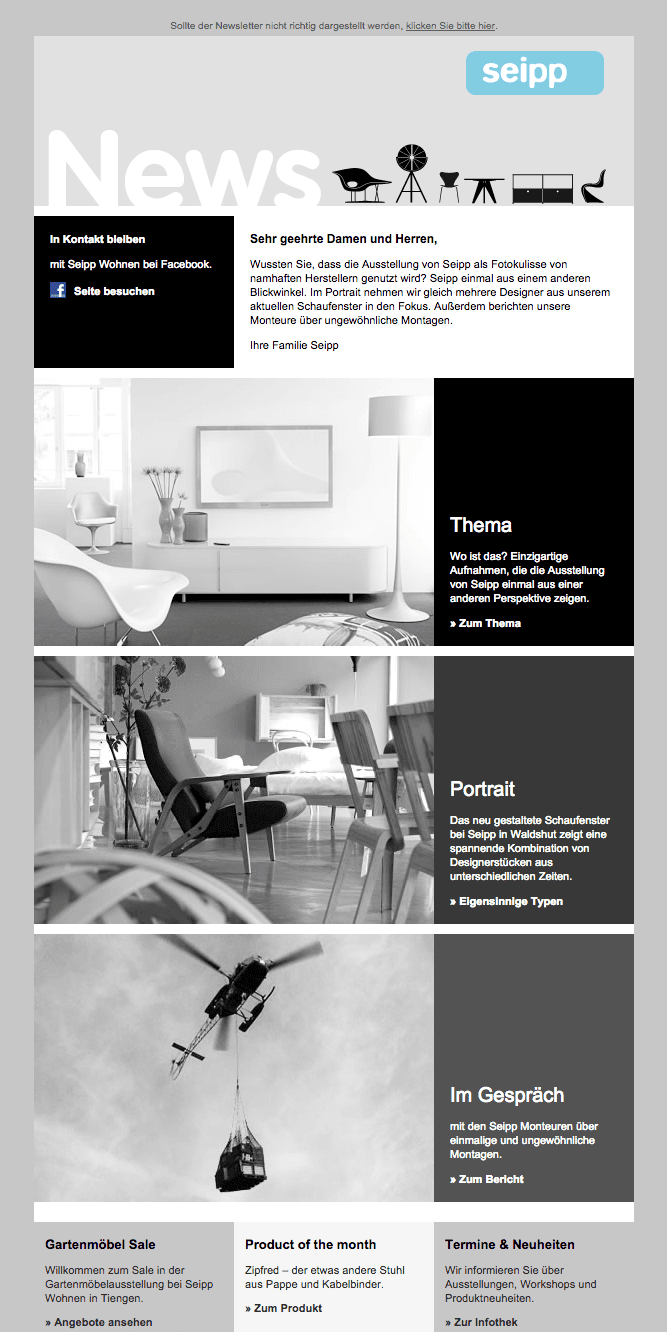 Sollte der Newsletter nicht richtig dargestellt werden, klicken Sie bitte hier.
seipp
News
In Kontakt bleiben
mit Seipp Wohnen bei Facebook.
Seite besuchen
Sehr geehrte Damen und Herren,
Wussten Sie, dass die Ausstellung von Seipp als Fotokulisse von
namhaften Herstellern genutzt wird? Seipp einmal aus einem anderen
Blickwinkel. Im Portrait nehmen wir gleich mehrere Designer aus unserem
aktuellen Schaufenster in den Fokus. Außerdem berichten unsere
Monteure über ungewöhnliche Montagen.
Ihre Familie Seipp
Thema
Wo ist das? Einzigartige
Aufnahmen, die die Ausstellung
von Seipp einmal aus einer
anderen Perspektive zeigen.
» Zum Thema
Portrait
Das neu gestaltete Schaufenster
bei Seipp in Waldshut zeigt eine
spannende Kombination von
Designerstücken aus
unterschiedlichen Zeiten.
» Eigensinnige Typen
Im Gespräch
mit den Seipp Monteuren über
einmalige und ungewöhnliche
Montagen.
» Zum Bericht
Gartenmöbel Sale
Willkommen zum Sale in der
Gartenmöbelausstellung bei Seipp
Wohnen in Tiengen.
» Angebote ansehen
Product of the month
Zipfred – der etwas andere Stuhl
aus Pappe und Kabelbinder.
» Zum Produkt
Termine & Neuheiten
Wir informieren Sie über
Ausstellungen, Workshops und
Produktneuheiten.
» Zur Infothek